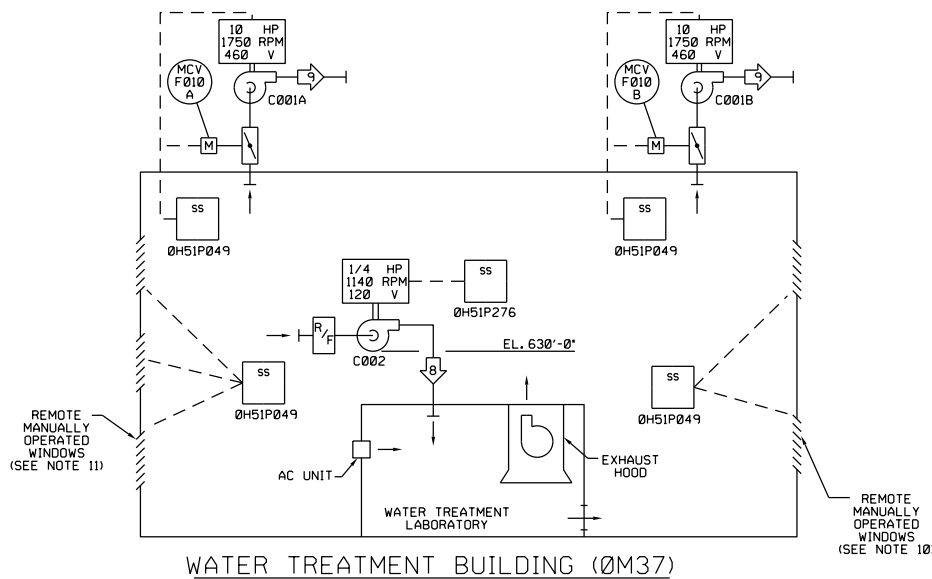 10 HP
1750 RPM
460 V
MCV
F010
A
9
C001A
M
10 HP
1750 RPM
460 V
MCV
F010
B
9
C001B
M
SS
0H51P049
SS
0H51P049
1/4 HP
1140 RPM
120 V
SS
0H51P276
R/F
C002
EL. 630'-0"
8
SS
0H51P049
SS
0H51P049
REMOTE
MANUALLY
OPERATED
WINDOWS
(SEE NOTE 11)
AC UNIT
EXHAUST
HOOD
WATER TREATMENT
LABORATORY
REMOTE
MANUALLY
OPERATED
WINDOWS
(SEE NOTE 10)
WATER TREATMENT BUILDING (0M37)